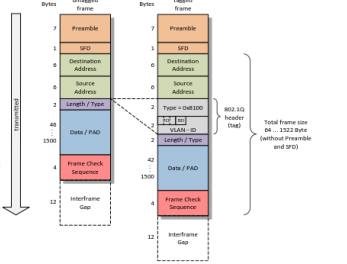 Bytes
untagged
frame
Bytes
tagged
frame
transmitted
7
Preamble
1
SFD
6
Destination
Address
6
Source
Address
2
Length / Type
46
1500
Data / PAD
4
Frame Check
Sequence
12
Interframe
Gap
7
Preamble
1
SFD
6
Destination
Address
6
Source
Address
2
Type = 0x8100
2
VLAN - ID
2
Length / Type
42
1500
Data / PAD
4
Frame Check
Sequence
12
Interframe
Gap
802.1Q
header
(tag)
Total frame size
64 ... 1522 Byte
(without Preamble
and SFD)